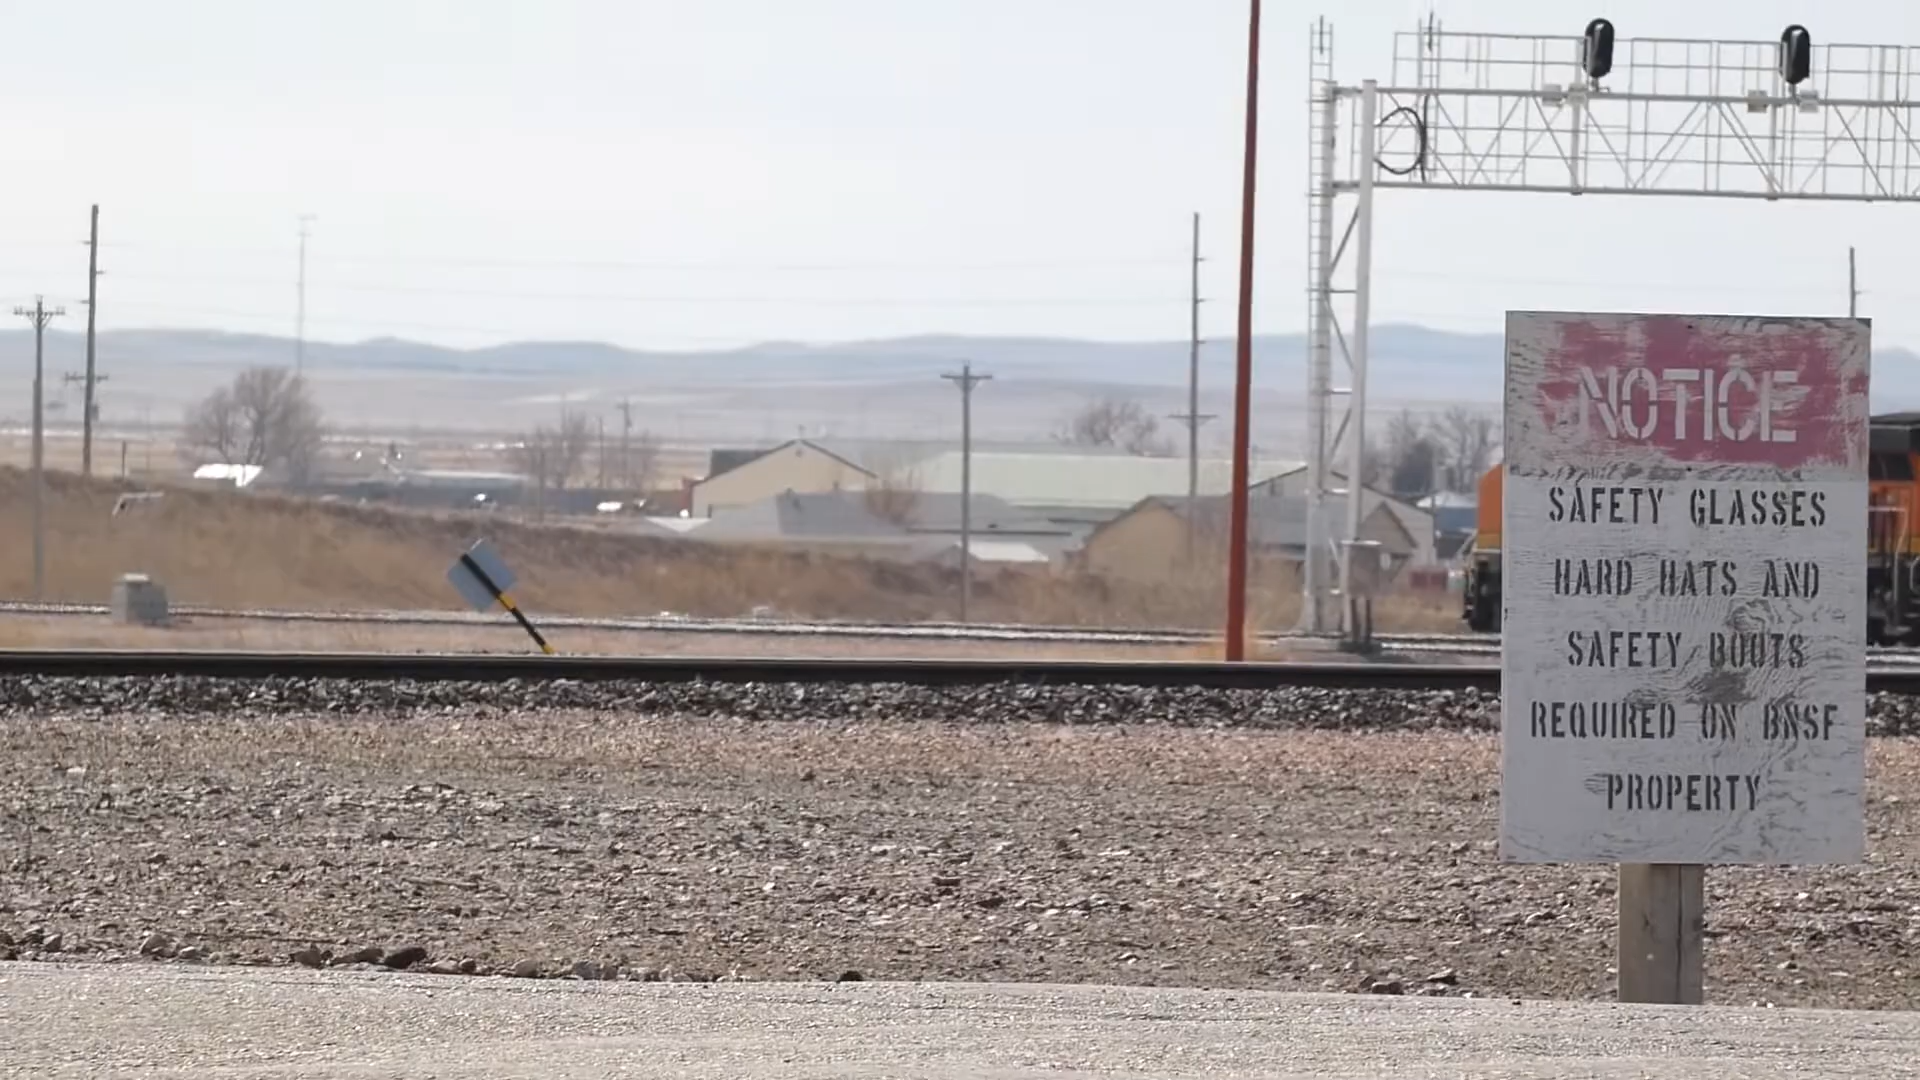 NOTICE
SAFETY GLASSES
HARD HATS AND
SAFETY BOOTS
REQUIRED ON BNSF
PROPERTY